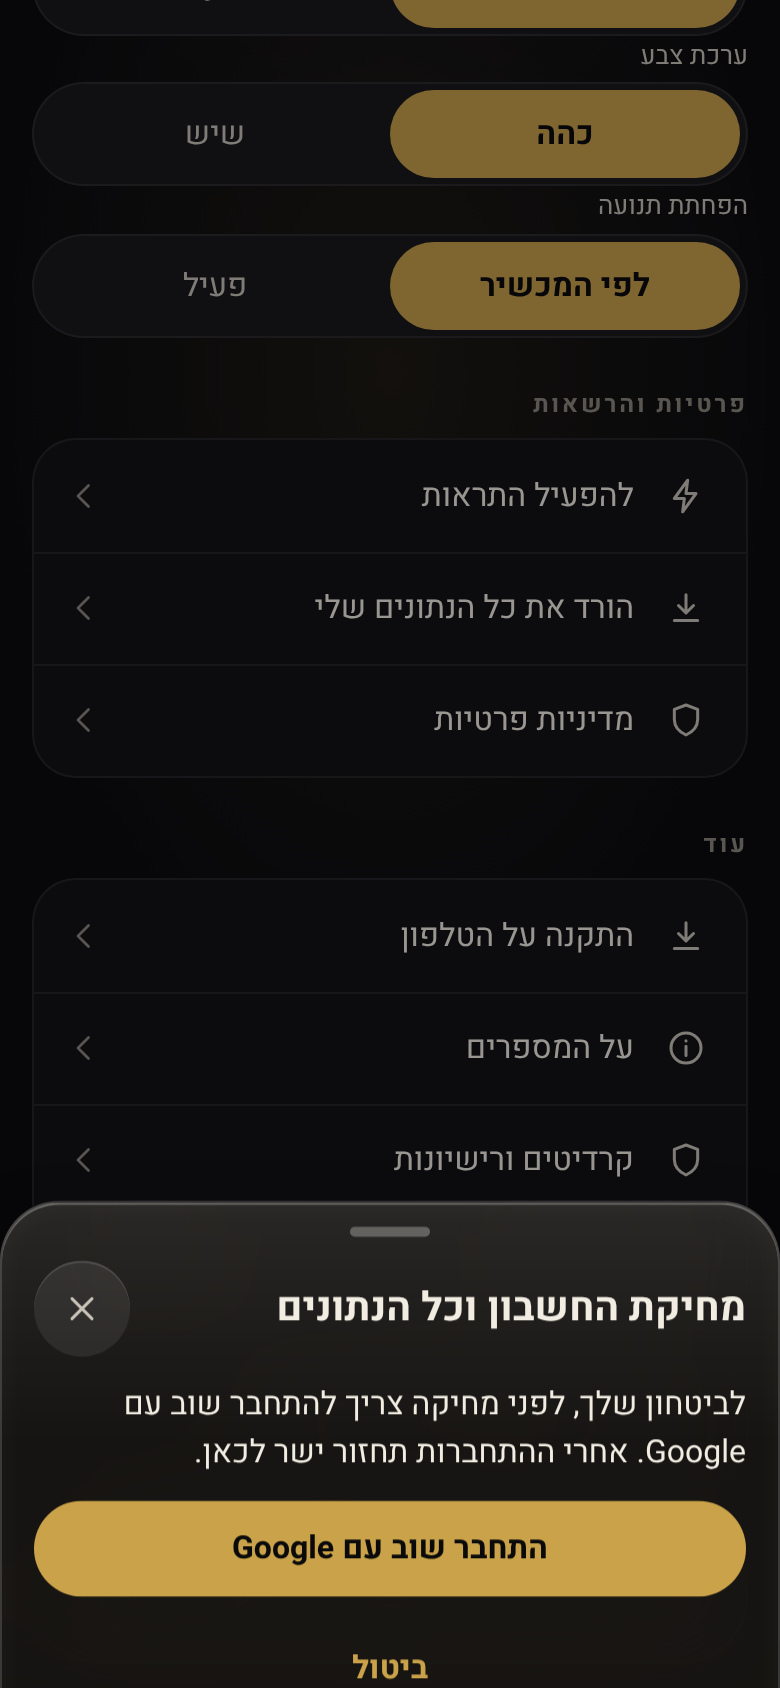 ערכת צבע
כהה
שיש
הפחתת תנועה
לפי המכשיר
פעיל
פרטיות והרשאות
להפעיל התראות
הורד את כל הנתונים שלי
מדיניות פרטיות
עוד
התקנה על הטלפון
על המספרים
קרדיטים ורישיונות
מחיקת החשבון וכל הנתונים
לביטחון שלך, לפני מחיקה צריך להתחבר שוב עם
Google. אחרי ההתחברות תחזור ישר לכאן.
התחבר שוב עם Google
ביטול